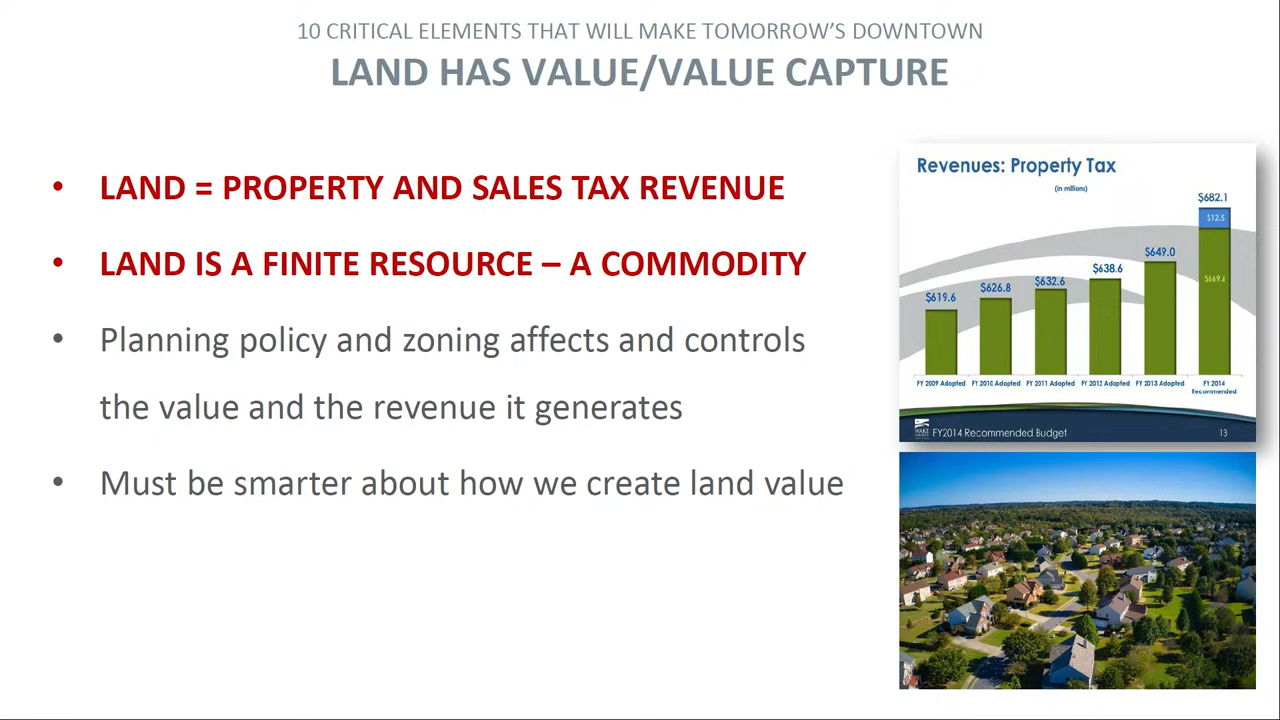 10 CRITICAL ELEMENTS THAT WILL MAKE TOMORROW'S DOWNTOWN
LAND HAS VALUE/VALUE CAPTURE
• LAND = PROPERTY AND SALES TAX REVENUE
• LAND IS A FINITE RESOURCE – A COMMODITY
• Planning policy and zoning affects and controls
the value and the revenue it generates
• Must be smarter about how we create land value
Revenues: Property Tax
(in millions)
$619.6
$626.8
$632.6
$638.6
$649.0
$682.1
$12.5
$669.6
FY 2009 Adopted
FY 2010 Adopted
FY 2011 Adopted
FY 2012 Adopted
FY 2013 Adopted
FY 2014
Recommended
WAKE
COUNTY
FY2014 Recommended Budget
13